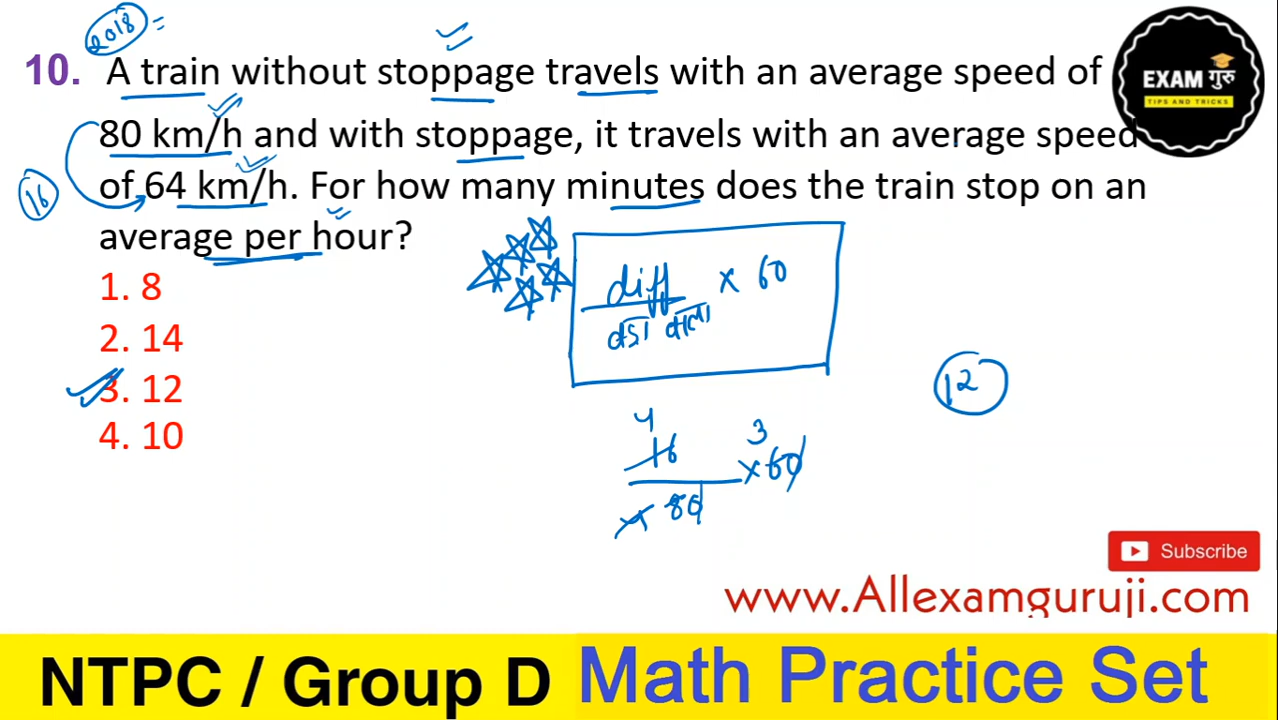 2018 =
10. A train without stoppage travels with an average speed of
80 km/h and with stoppage, it travels with an average speed
of 64 km/h. For how many minutes does the train stop on an
average per hour?
16
EXAM गुरु
TIPS AND TRICKS
1. 8
2. 14
3. 12
4. 10
diff × 60
12
4
16 3
× 60
80
Subscribe
www.Allexamguruji.com
NTPC / Group D Math Practice Set